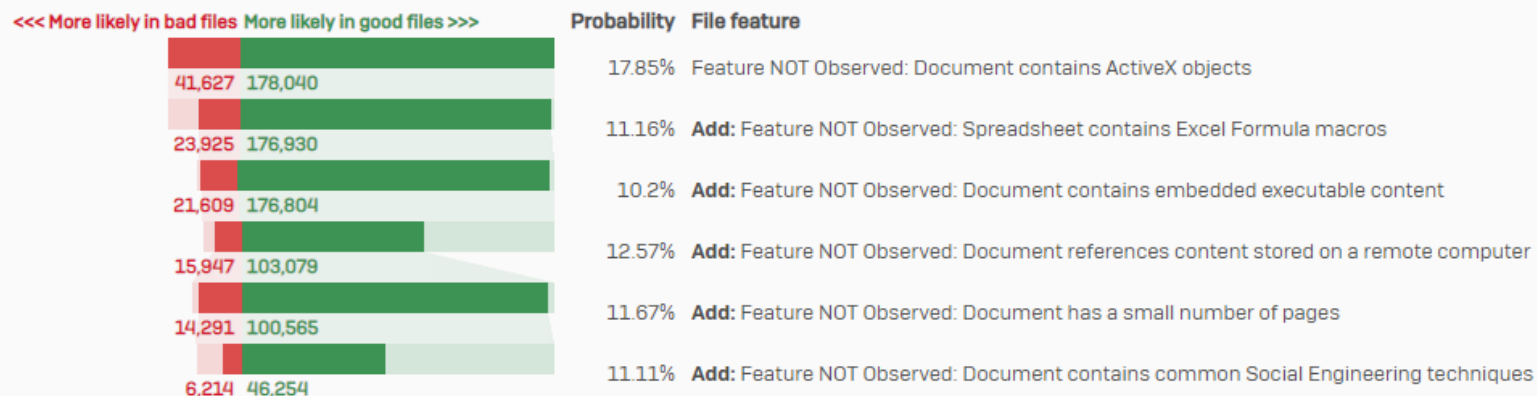 <<< More likely in bad files More likely in good files >>> Probability File feature
17.85% Feature NOT Observed: Document contains ActiveX objects
41,627 178,040
11.16% Add: Feature NOT Observed: Spreadsheet contains Excel Formula macros
23,925 176,930
10.2% Add: Feature NOT Observed: Document contains embedded executable content
21,609 176,804
12.57% Add: Feature NOT Observed: Document references content stored on a remote computer
15,947 103,079
11.67% Add: Feature NOT Observed: Document has a small number of pages
14,291 100,565
11.11% Add: Feature NOT Observed: Document contains common Social Engineering techniques
6,214 46,254